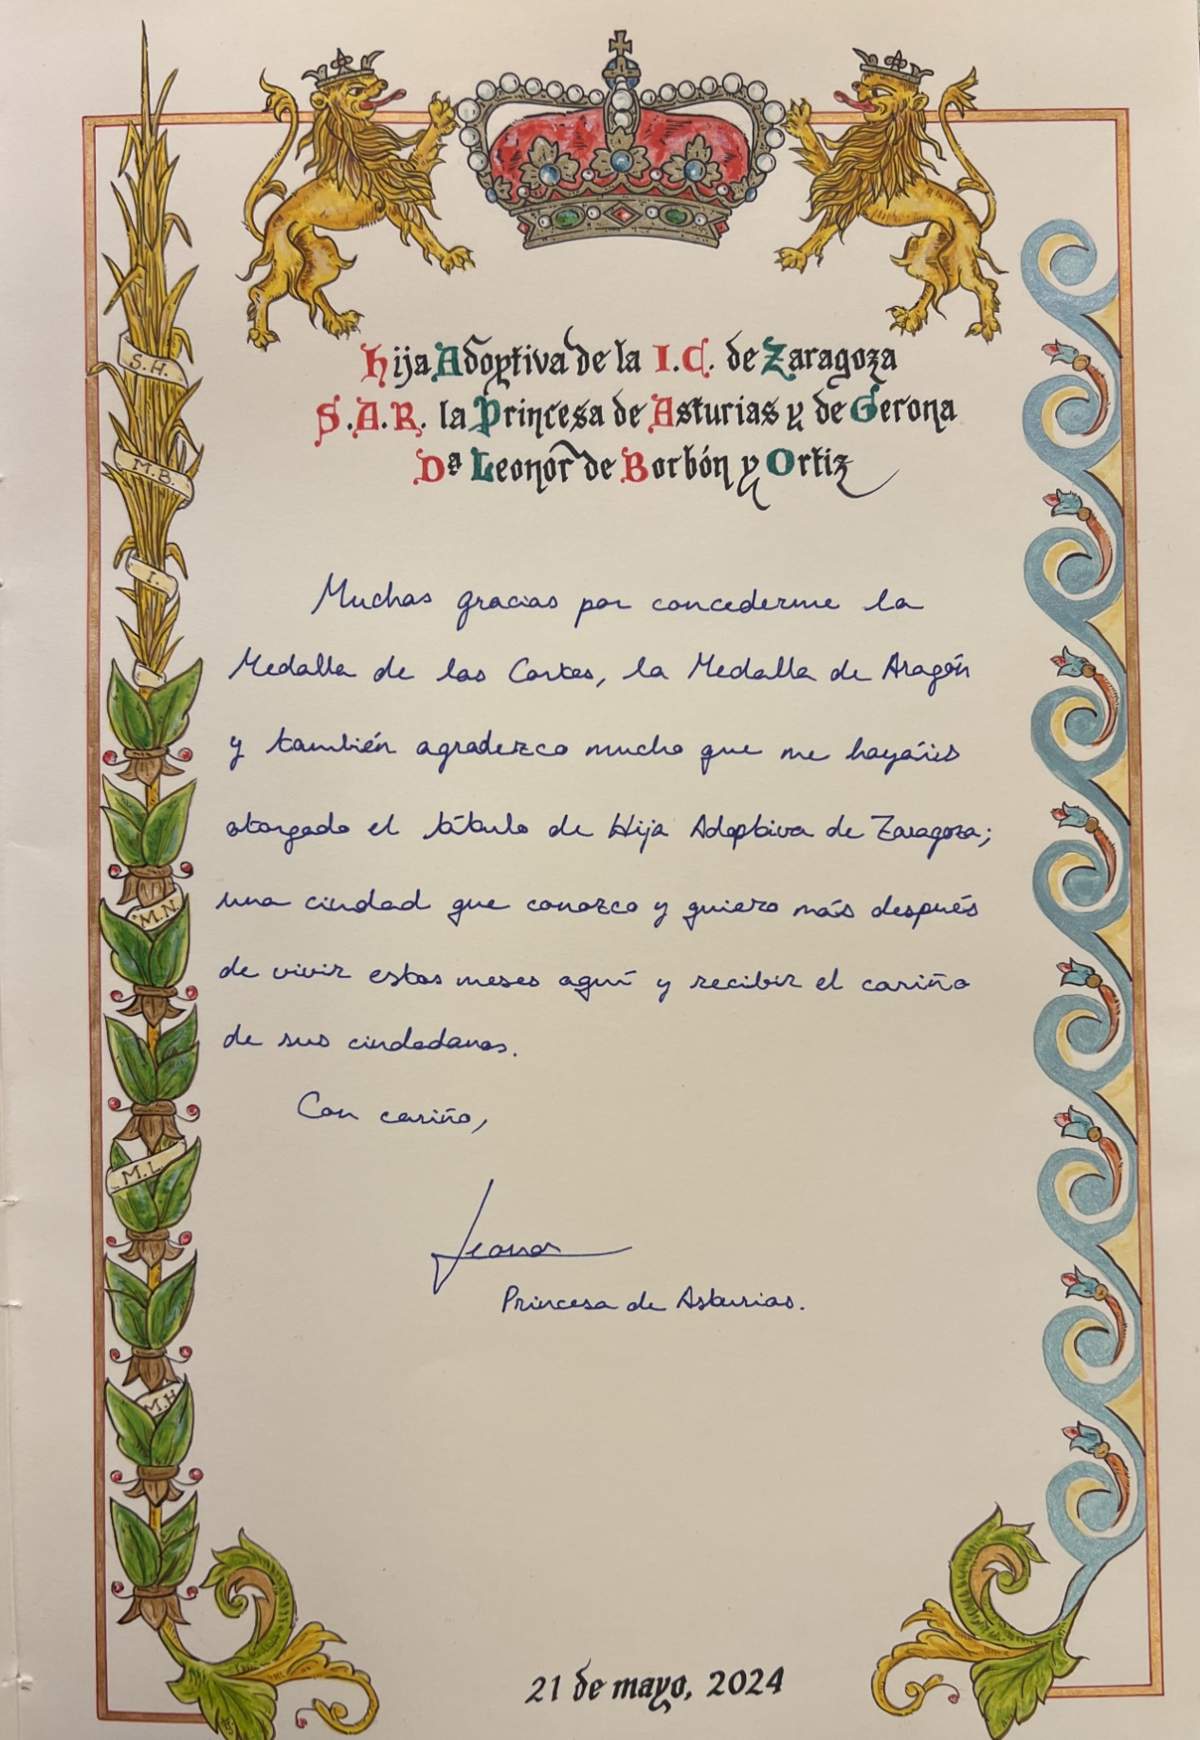 Hija Adoptiva de la I.C. de Zaragoza
S.A.R. la Princesa de Asturias y de Gerona
Dª Leonor de Borbón y Ortiz
Muchas gracias por concederme la
Medalla de las Cortes, la Medalla de Aragón
y también agradezco mucho que me hayáis
otorgado el título de Hija Adoptiva de Zaragoza;
una ciudad que conozco y quiero más después
de vivir estos meses aquí y recibir el cariño
de sus ciudadanos.
Con cariño,
Leonor
Princesa de Asturias.
21 de mayo, 2024
S.H.
M.B.
I.
M.N.
M.L.
M.H.